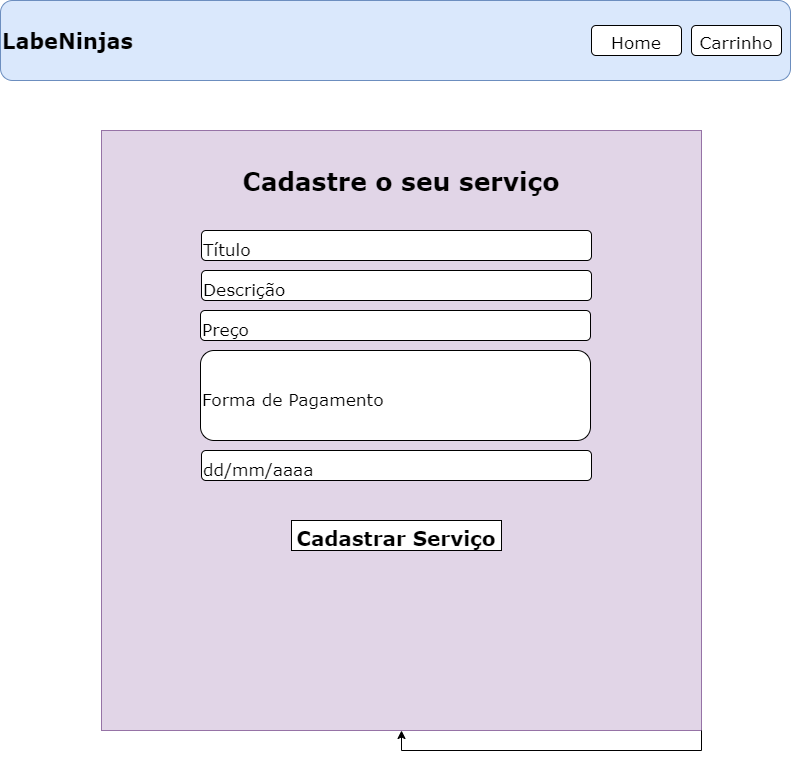 LabeNinjas
Home
Carrinho
Cadastre o seu serviço
Título
Descrição
Preço
Forma de Pagamento
dd/mm/aaaa
Cadastrar Serviço